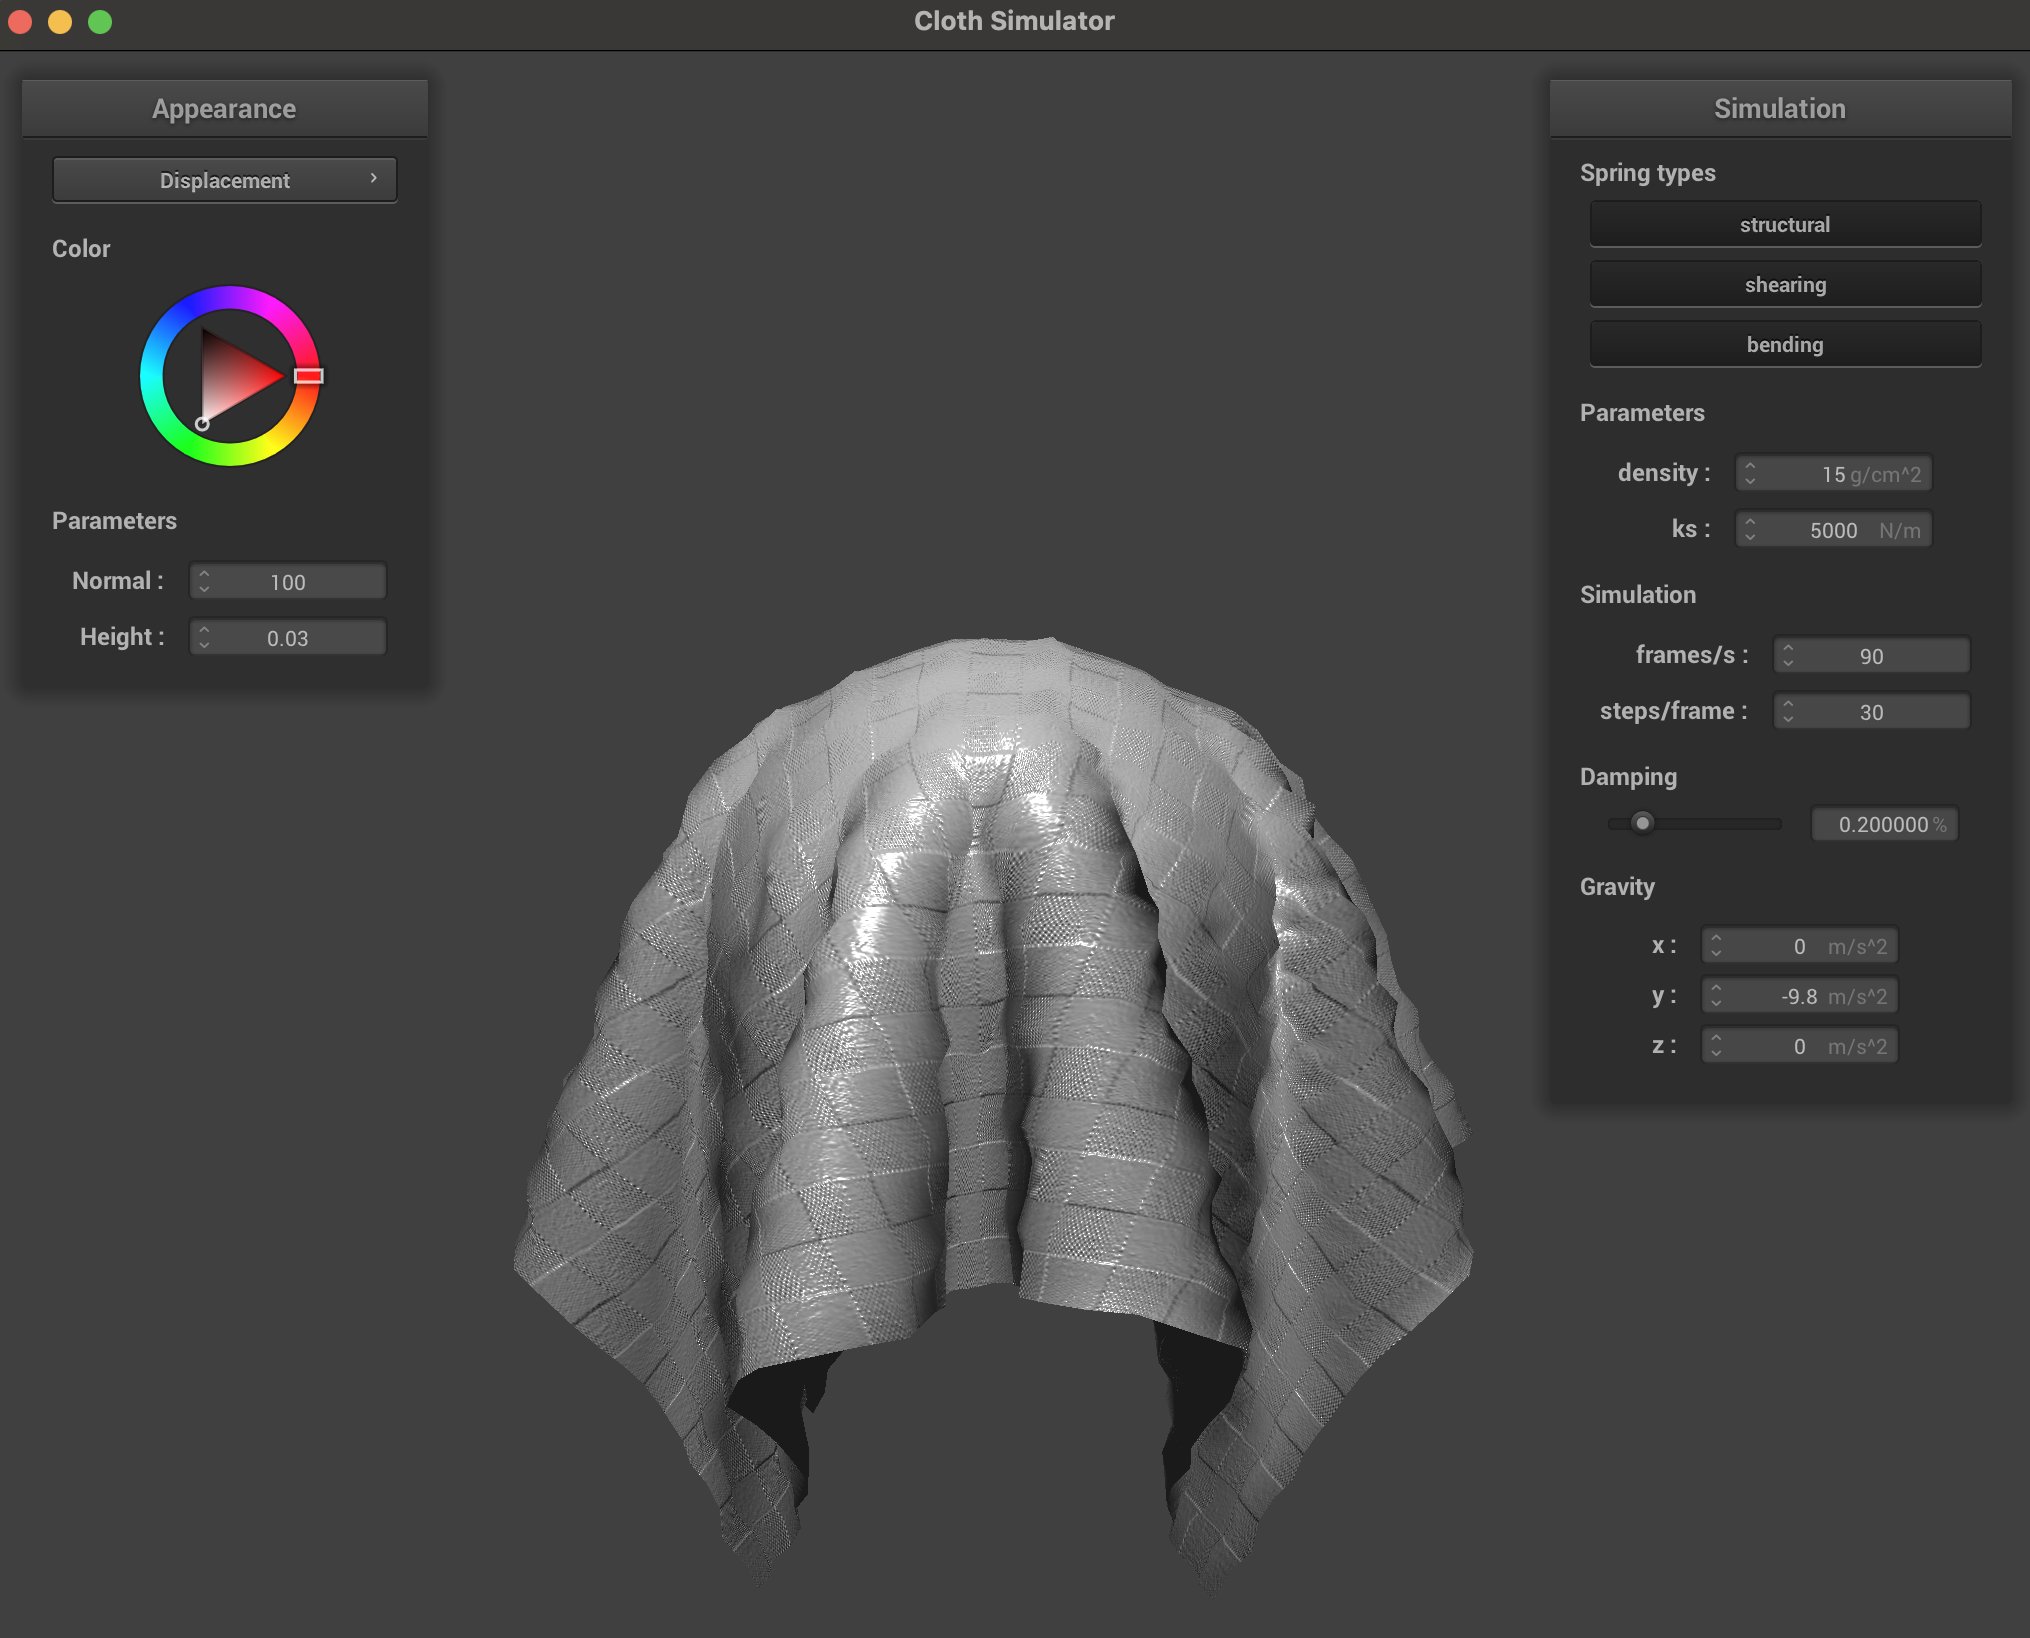 Cloth Simulator
Appearance
Displacement
Color
Parameters
Normal : 100
Height : 0.03
Simulation
Spring types
structural
shearing
bending
Parameters
density : 15 g/cm^2
ks : 5000 N/m
Simulation
frames/s : 90
steps/frame : 30
Damping
0.200000 %
Gravity
x : 0 m/s^2
y : -9.8 m/s^2
z : 0 m/s^2